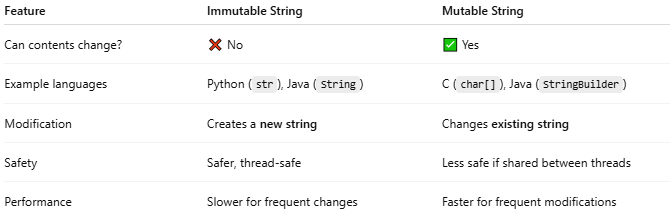 Feature Immutable String Mutable String
Can contents change? ❌ No ✅ Yes
Example languages Python ( str ), Java ( String ) C ( char[] ), Java ( StringBuilder )
Modification Creates a new string Changes existing string
Safety Safer, thread-safe Less safe if shared between threads
Performance Slower for frequent changes Faster for frequent modifications